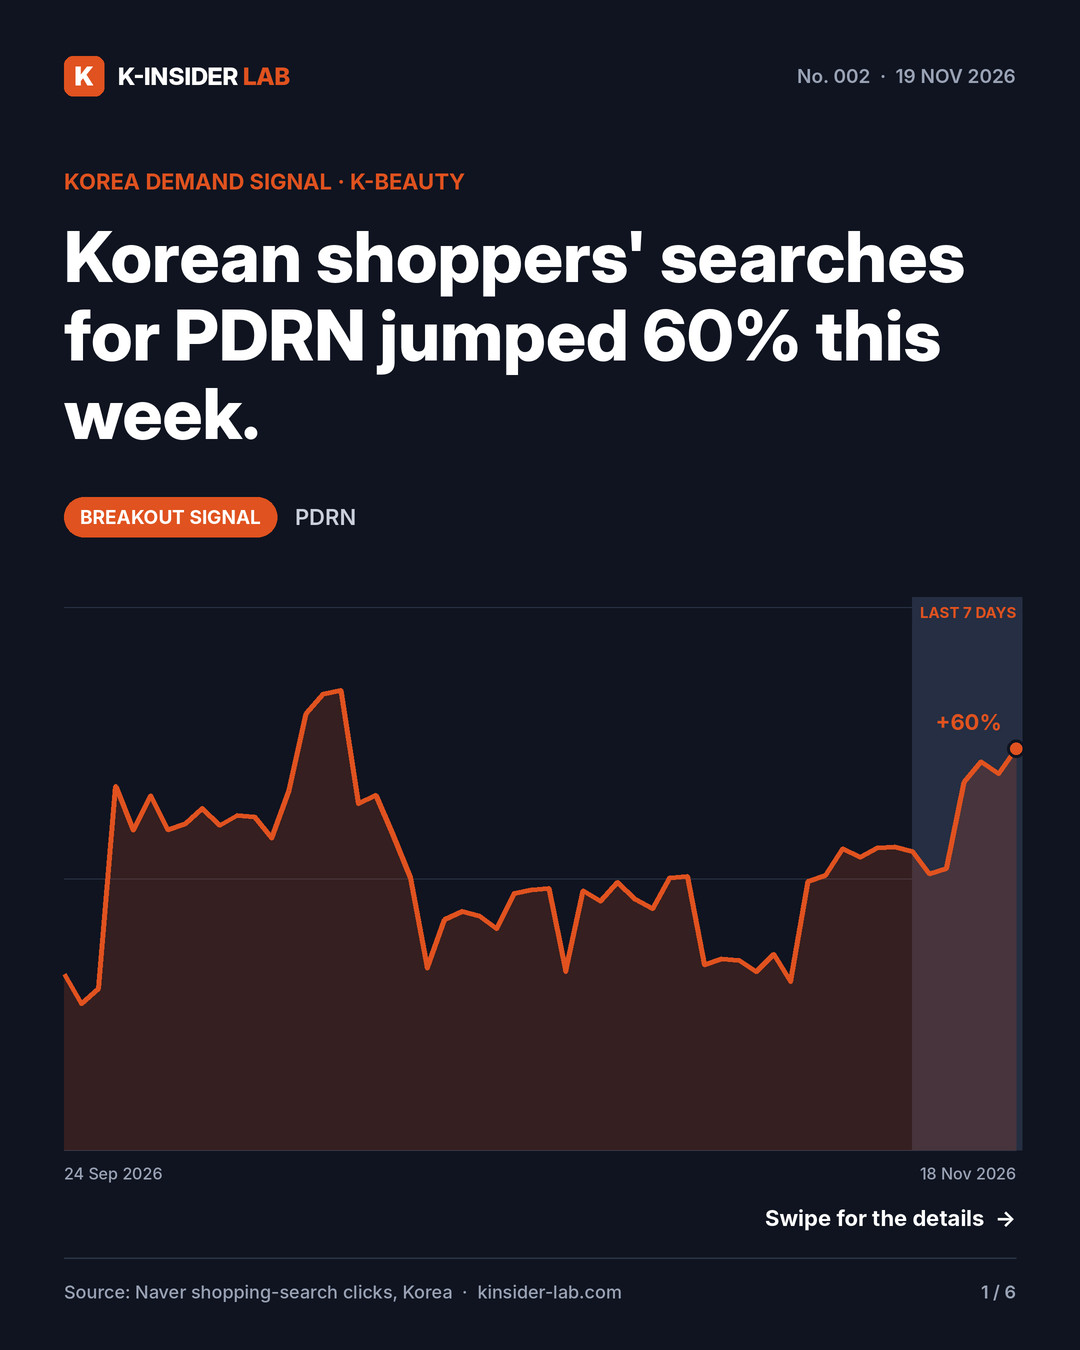 K K-INSIDER LAB
No. 002 · 19 NOV 2026
KOREA DEMAND SIGNAL · K-BEAUTY
Korean shoppers' searches
for PDRN jumped 60% this
week.
BREAKOUT SIGNAL PDRN
LAST 7 DAYS
+60%
24 Sep 2026
18 Nov 2026
Swipe for the details →
Source: Naver shopping-search clicks, Korea · kinsider-lab.com
1 / 6